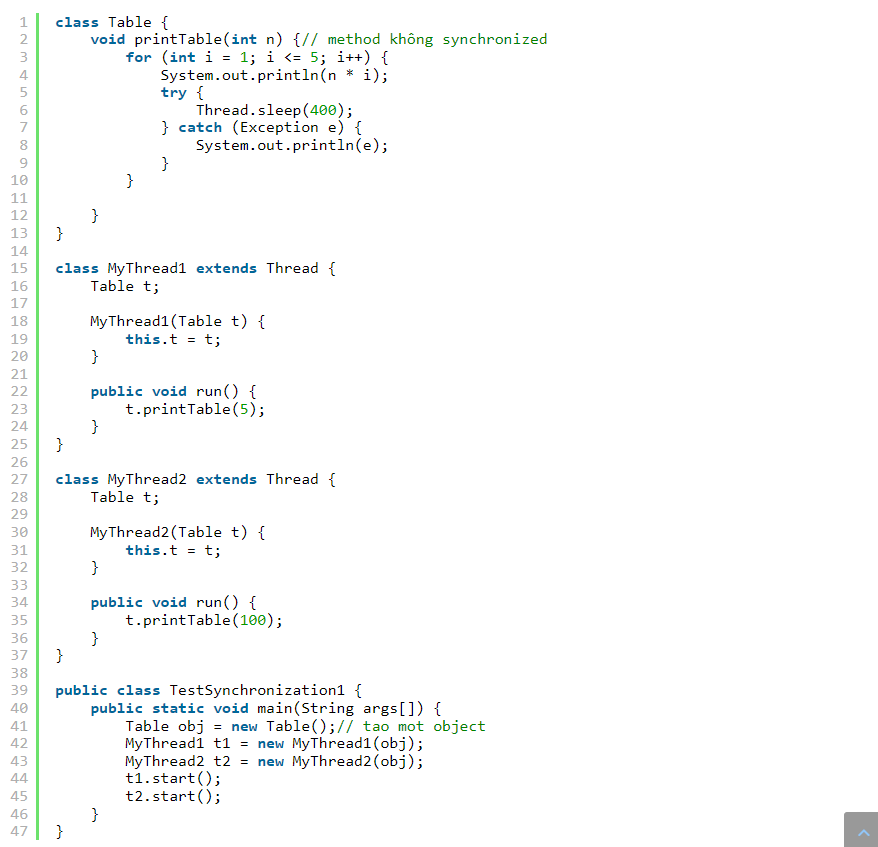 1 class Table {
2     void printTable(int n) {// method không synchronized
3         for (int i = 1; i <= 5; i++) {
4             System.out.println(n * i);
5             try {
6                 Thread.sleep(400);
7             } catch (Exception e) {
8                 System.out.println(e);
9             }
10         }
11
12     }
13 }
14
15 class MyThread1 extends Thread {
16     Table t;
17
18     MyThread1(Table t) {
19         this.t = t;
20     }
21
22     public void run() {
23         t.printTable(5);
24     }
25 }
26
27 class MyThread2 extends Thread {
28     Table t;
29
30     MyThread2(Table t) {
31         this.t = t;
32     }
33
34     public void run() {
35         t.printTable(100);
36     }
37 }
38
39 public class TestSynchronization1 {
40     public static void main(String args[]) {
41         Table obj = new Table();// tao mot object
42         MyThread1 t1 = new MyThread1(obj);
43         MyThread2 t2 = new MyThread2(obj);
44         t1.start();
45         t2.start();
46     }
47 }